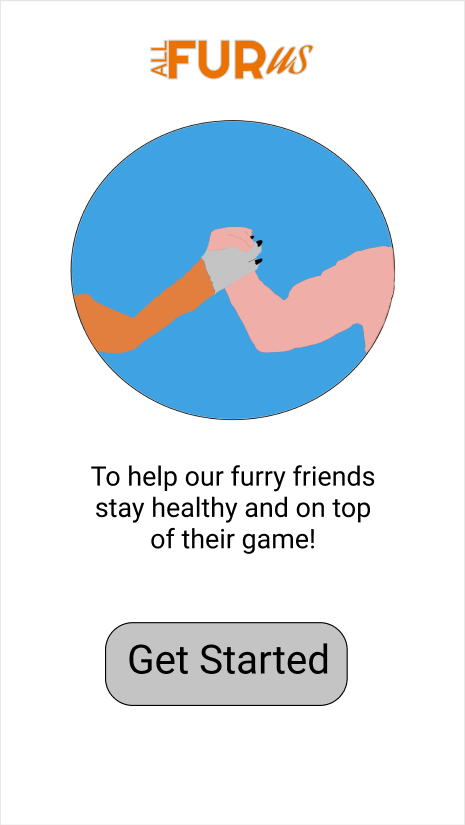 ALL FUR us
To help our furry friends
stay healthy and on top
of their game!
Get Started